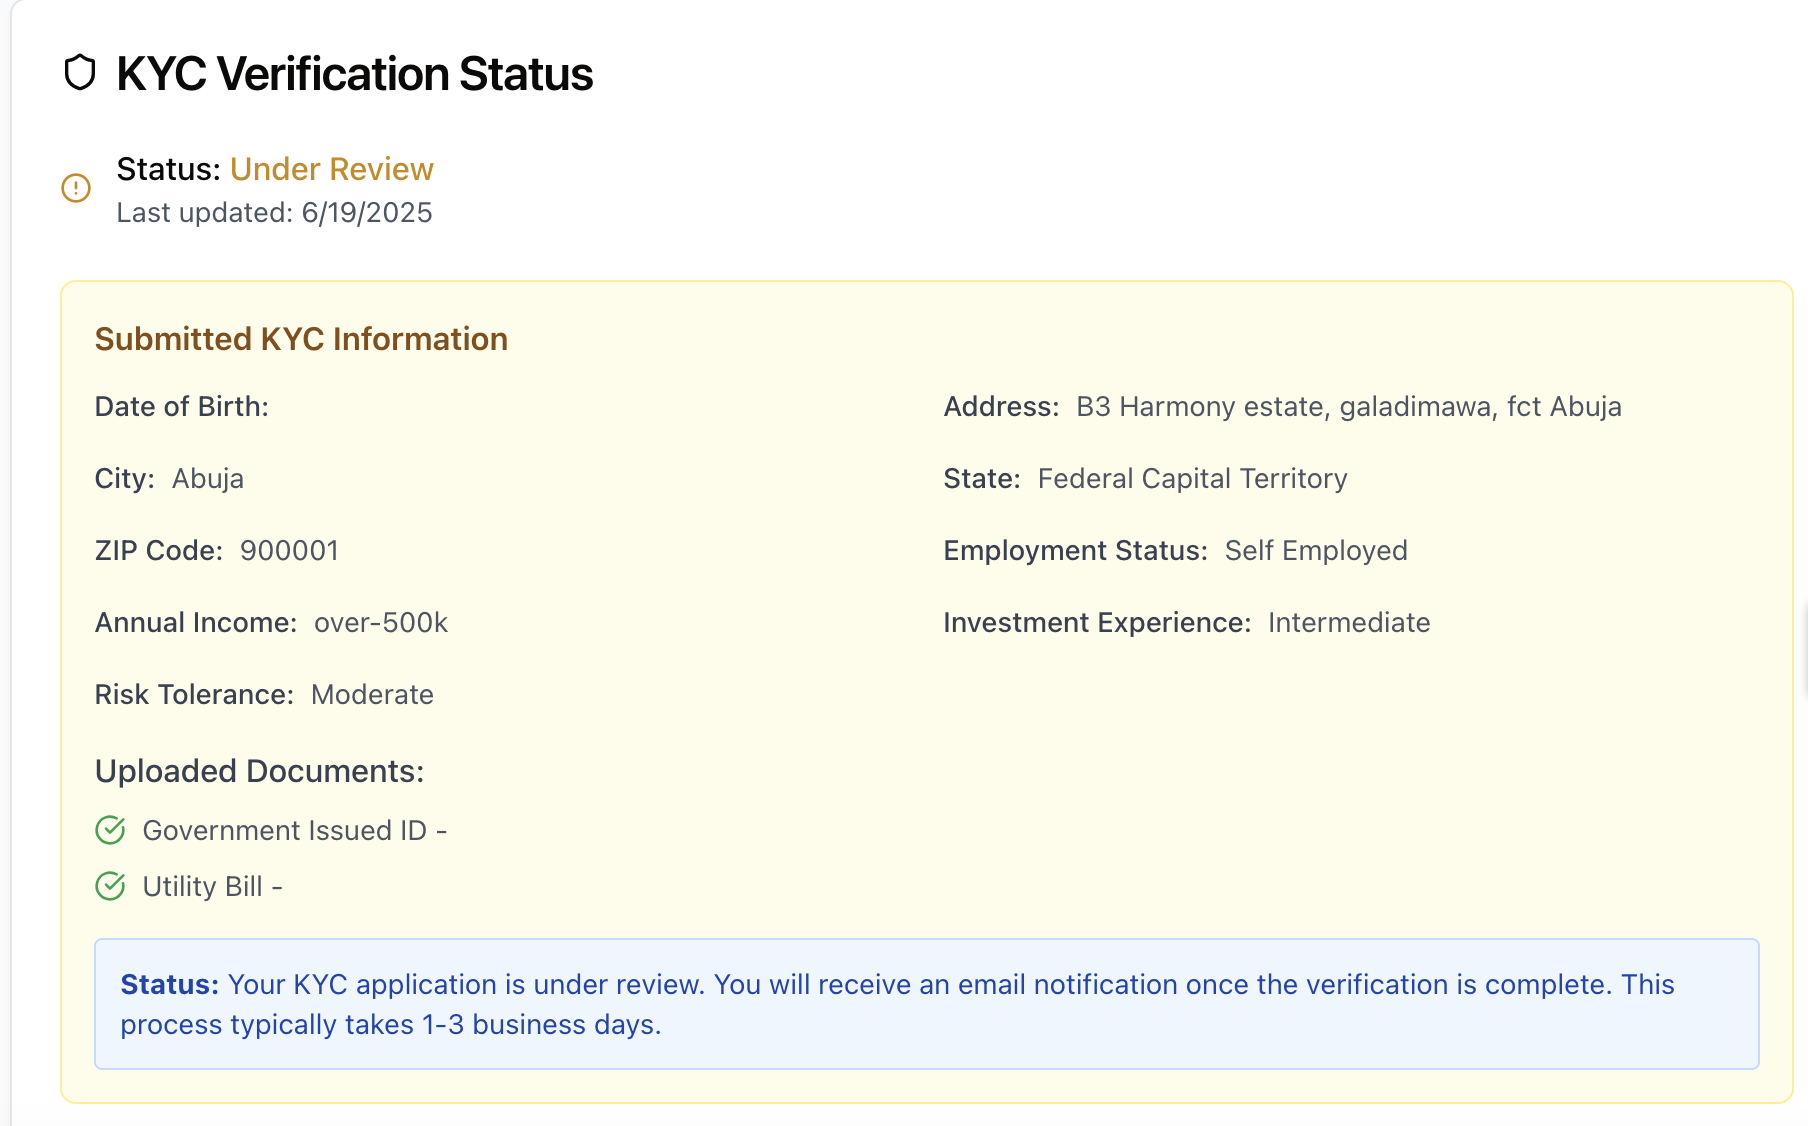 KYC Verification Status
Status: Under Review
Last updated: 6/19/2025
Submitted KYC Information
Date of Birth:
Address: B3 Harmony estate, galadimawa, fct Abuja
City: Abuja
State: Federal Capital Territory
ZIP Code: 900001
Employment Status: Self Employed
Annual Income: over-500k
Investment Experience: Intermediate
Risk Tolerance: Moderate
Uploaded Documents:
Government Issued ID -
Utility Bill -
Status: Your KYC application is under review. You will receive an email notification once the verification is complete. This
process typically takes 1-3 business days.